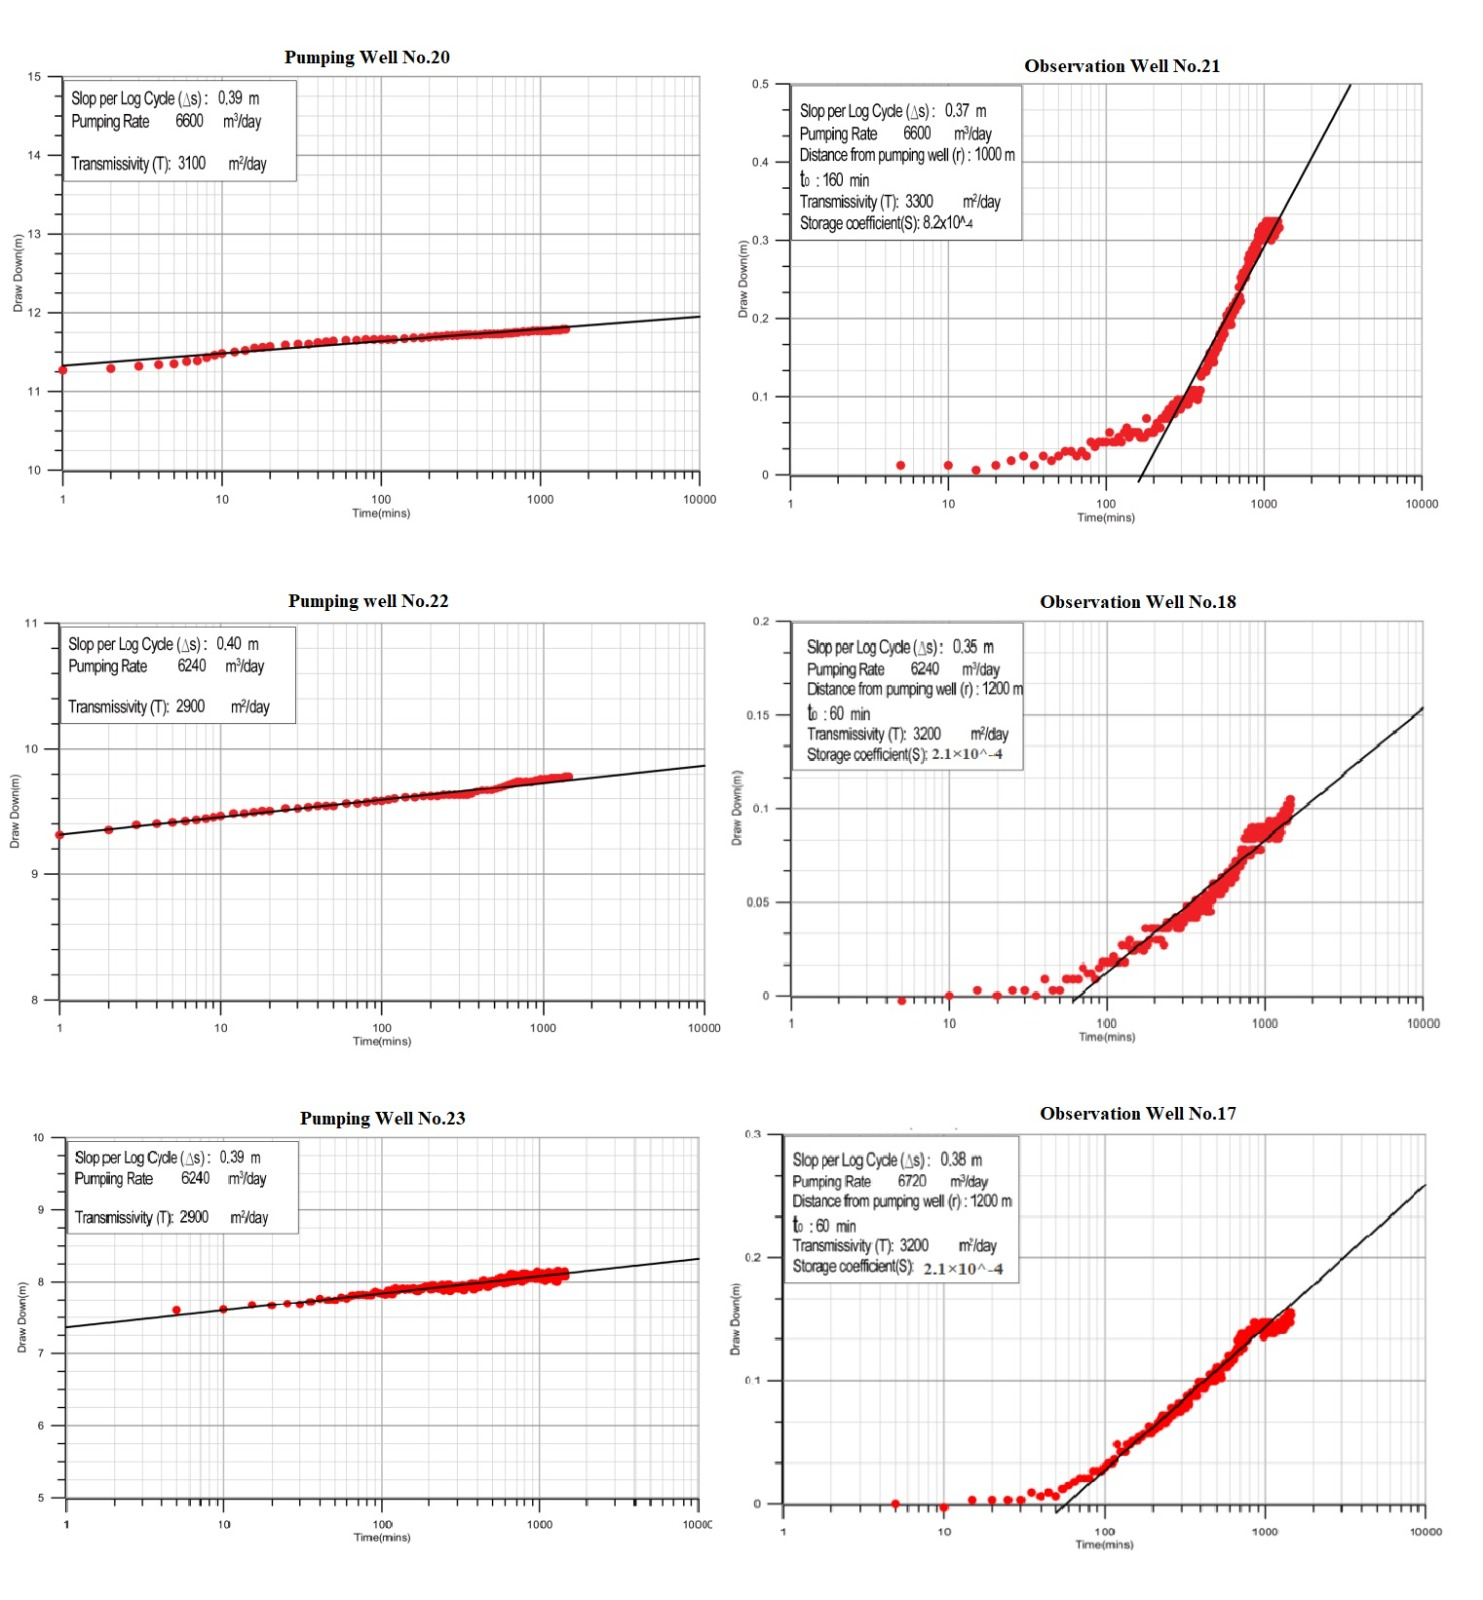 Pumping Well No.20
15
Slop per Log Cycle (△s) : 0.39 m
Pumping Rate 6600 m³/day
Transmissivity (T): 3100 m²/day
14
13
12
11
10
Draw Down(m)
1 10 100 1000 10000
Time(mins)
Observation Well No.21
0.5
Slop per Log Cycle (△s) : 0.37 m
Pumping Rate 6600 m³/day
Distance from pumping well (r) : 1000 m
t₀ : 160 min
Transmissivity (T): 3300 m²/day
Storage coefficient(S): 8.2x10^-4
0.4
0.3
0.2
0.1
0
Draw Down(m)
1 10 100 1000 10000
Time(mins)
Pumping well No.22
11
Slop per Log Cycle (△s) : 0.40 m
Pumping Rate 6240 m³/day
Transmissivity (T): 2900 m²/day
10
9
8
Draw Down(m)
1 10 100 1000 10000
Time(mins)
Observation Well No.18
0.2
Slop per Log Cycle (△s) : 0.35 m
Pumping Rate 6240 m³/day
Distance from pumping well (r) : 1200 m
t₀ : 60 min
Transmissivity (T): 3200 m²/day
Storage coefficient(S): 2.1×10^-4
0.15
0.1
0.05
0
Draw Down(m)
1 10 100 1000 10000
Time(mins)
Pumping Well No.23
10
Slop per Log Cycle (△s) : 0.39 m
Pumping Rate 6240 m³/day
Transmissivity (T): 2900 m²/day
9
8
7
6
5
Draw Down(m)
1 10 100 1000 10000
Time(mins)
Observation Well No.17
0.3
Slop per Log Cycle (△s) : 0.38 m
Pumping Rate 6720 m³/day
Distance from pumping well (r) : 1200 m
t₀ : 60 min
Transmissivity (T): 3200 m²/day
Storage coefficient(S): 2.1×10^-4
0.2
0.1
0
Draw Down(m)
1 10 100 1000 10000
Time(mins)